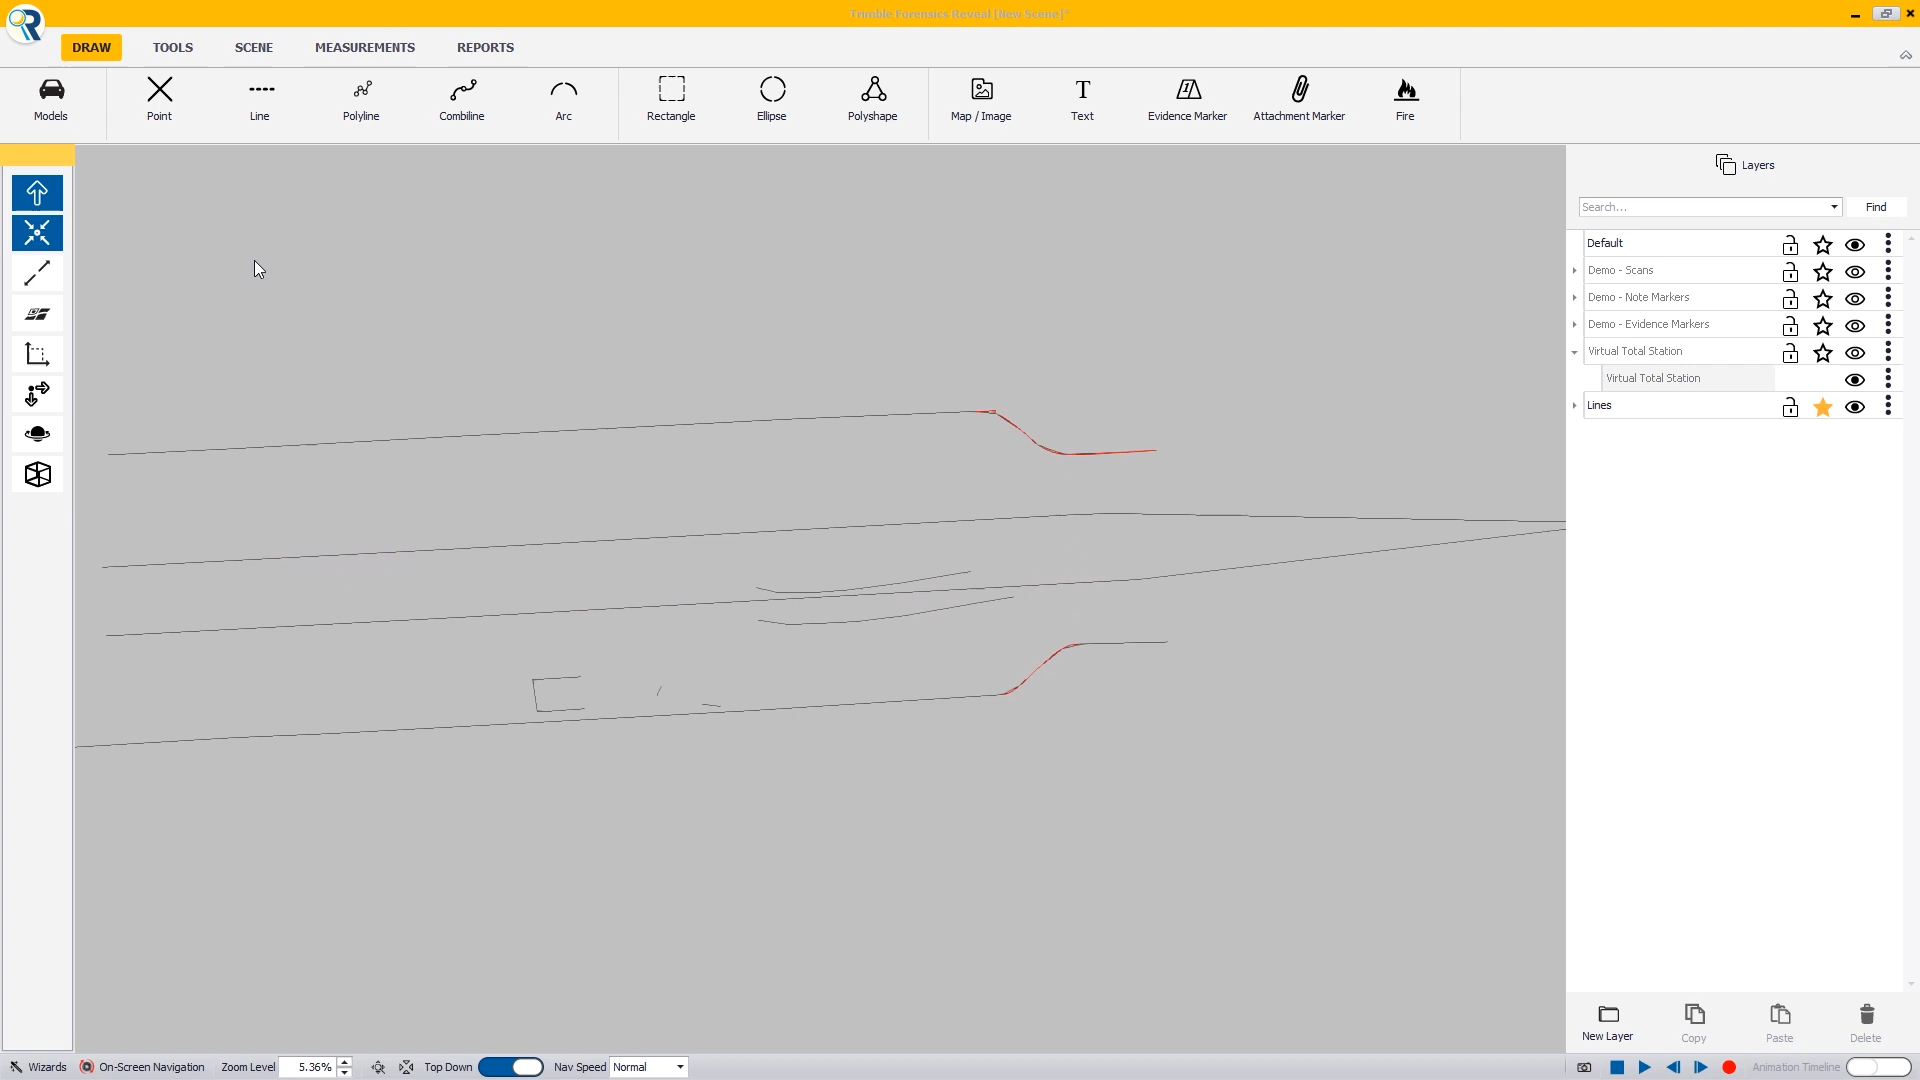 Trimble Forensics Reveal [New Scene]*
DRAW
TOOLS
SCENE
MEASUREMENTS
REPORTS
Models
Point
Line
Polyline
Combiline
Arc
Rectangle
Ellipse
Polyshape
Map / Image
Text
Evidence Marker
Attachment Marker
Fire
Layers
Search...
Find
Default
Demo - Scans
Demo - Note Markers
Demo - Evidence Markers
Virtual Total Station
Virtual Total Station
Lines
New Layer
Copy
Paste
Delete
Wizards
On-Screen Navigation
Zoom Level
5.36%
Top Down
Nav Speed
Normal
Animation Timeline